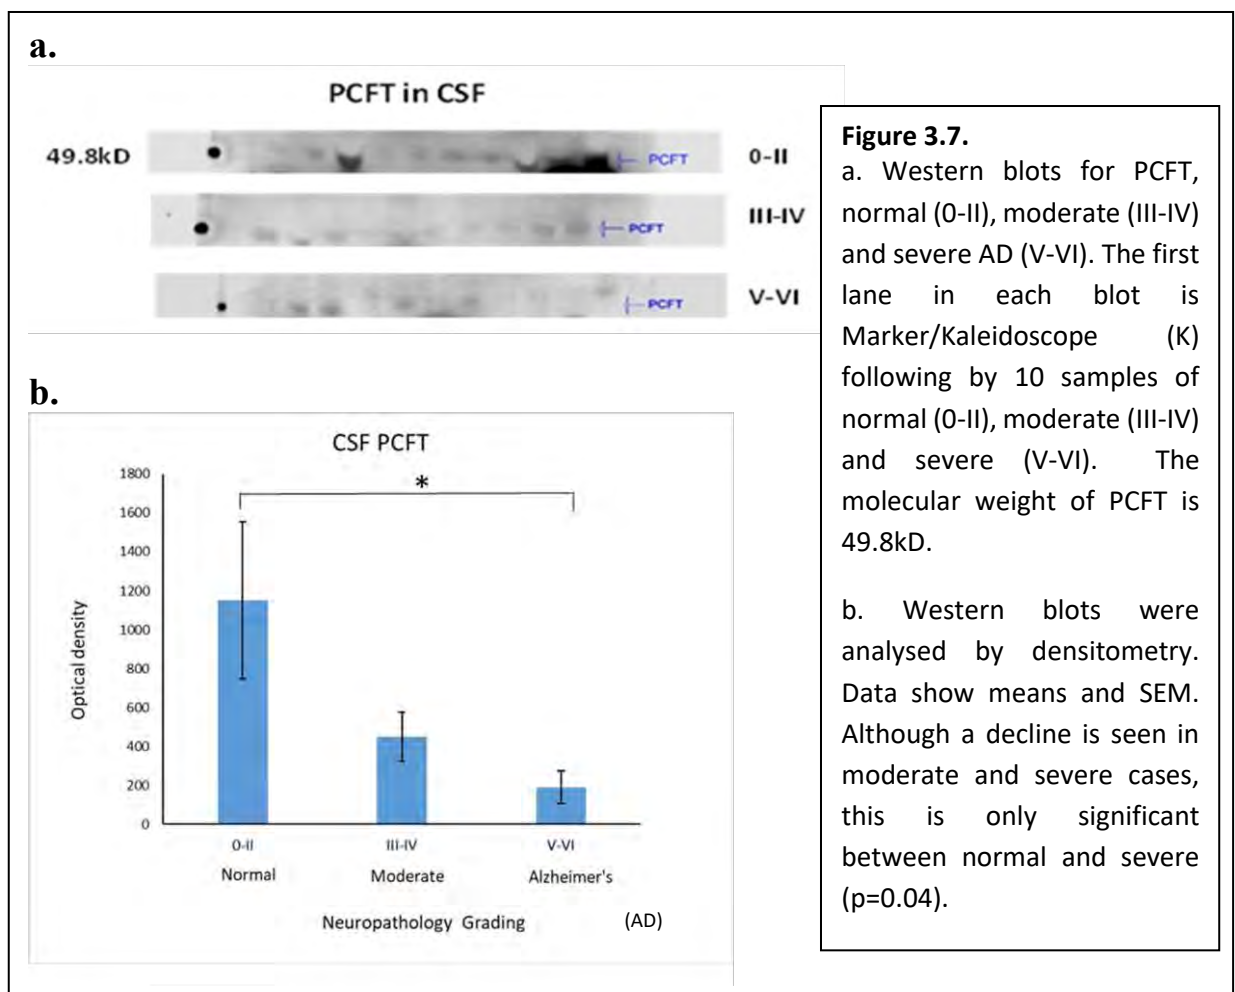 a.
PCFT in CSF
49.8kD
PCFT
0-II
PCFT
III-IV
PCFT
V-VI
b.
CSF PCFT
1800
1600
1400
1200
1000
800
600
400
200
0
Optical density
*
0-II
III-IV
V-VI
Normal
Moderate
Alzheimer's
Neuropathology Grading
(AD)
Figure 3.7.
a. Western blots for PCFT,
normal (0-II), moderate (III-IV)
and severe AD (V-VI). The first
lane in each blot is
Marker/Kaleidoscope (K)
following by 10 samples of
normal (0-II), moderate (III-IV)
and severe (V-VI). The
molecular weight of PCFT is
49.8kD.
b. Western blots were
analysed by densitometry.
Data show means and SEM.
Although a decline is seen in
moderate and severe cases,
this is only significant
between normal and severe
(p=0.04).